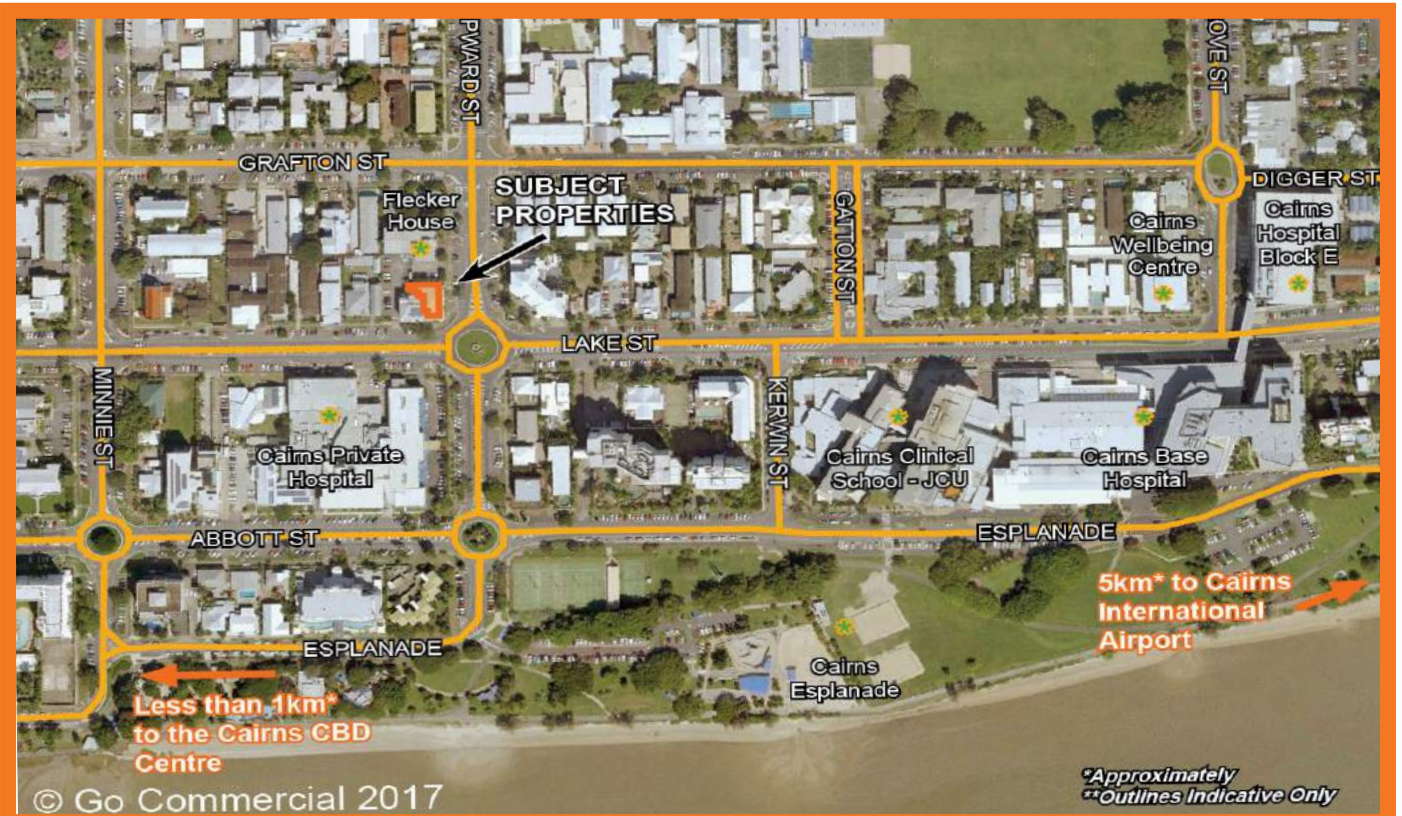 PWARD ST
OVE ST
GRAFTON ST
SUBJECT
PROPERTIES
Flecker
House
GATTON ST
DIGGER ST
Cairns
Wellbeing
Centre
Cairns
Hospital
Block E
LAKE ST
MINNIE ST
KERWIN ST
Cairns Private
Hospital
Cairns Clinical
School - JCU
Cairns Base
Hospital
ABBOTT ST
ESPLANADE
5km* to Cairns
International
Airport
ESPLANADE
Cairns
Esplanade
Less than 1km*
to the Cairns CBD
Centre
*Approximately
**Outlines Indicative Only
© Go Commercial 2017